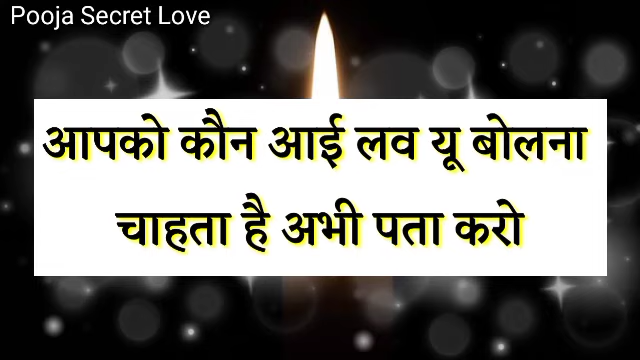 Pooja Secret Love
आपको कौन आई लव यू बोलना
चाहता है अभी पता करो